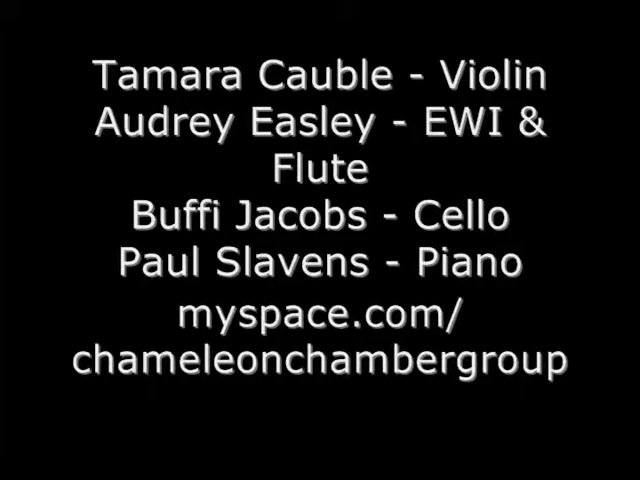 Tamara Cauble - Violin
Audrey Easley - EWI &
Flute
Buffi Jacobs - Cello
Paul Slavens - Piano
myspace.com/
chameleonchambergroup